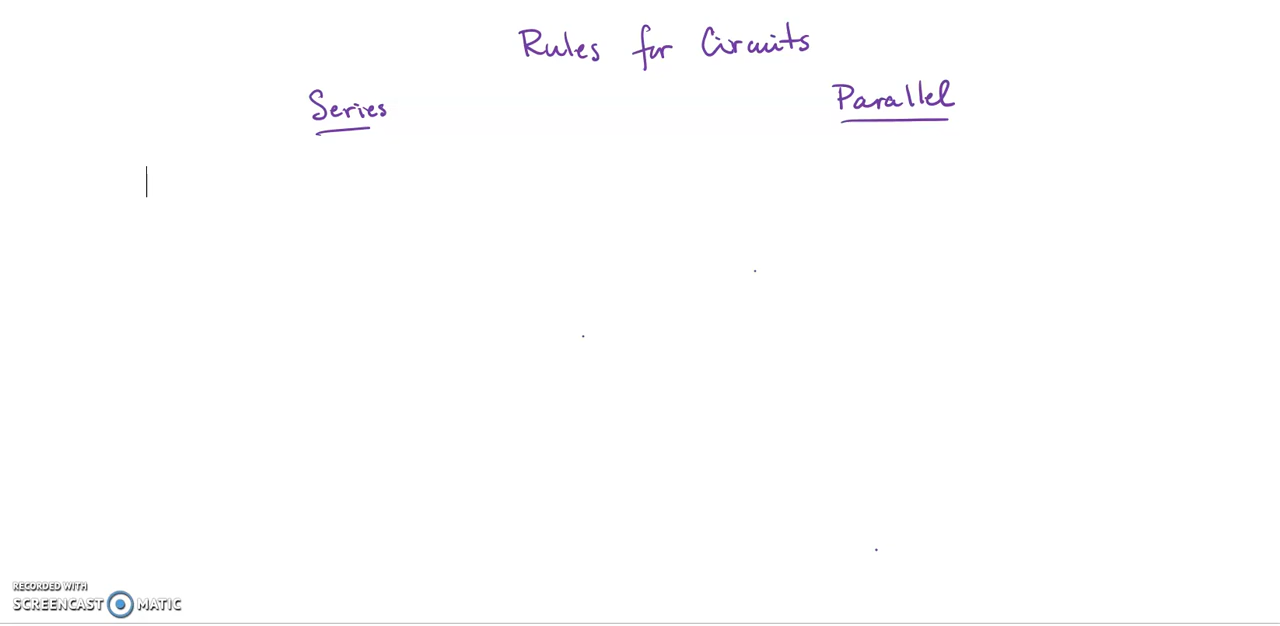 Rules for Circuits
Series
Parallel
RECORDED WITH
SCREENCAST MATIC